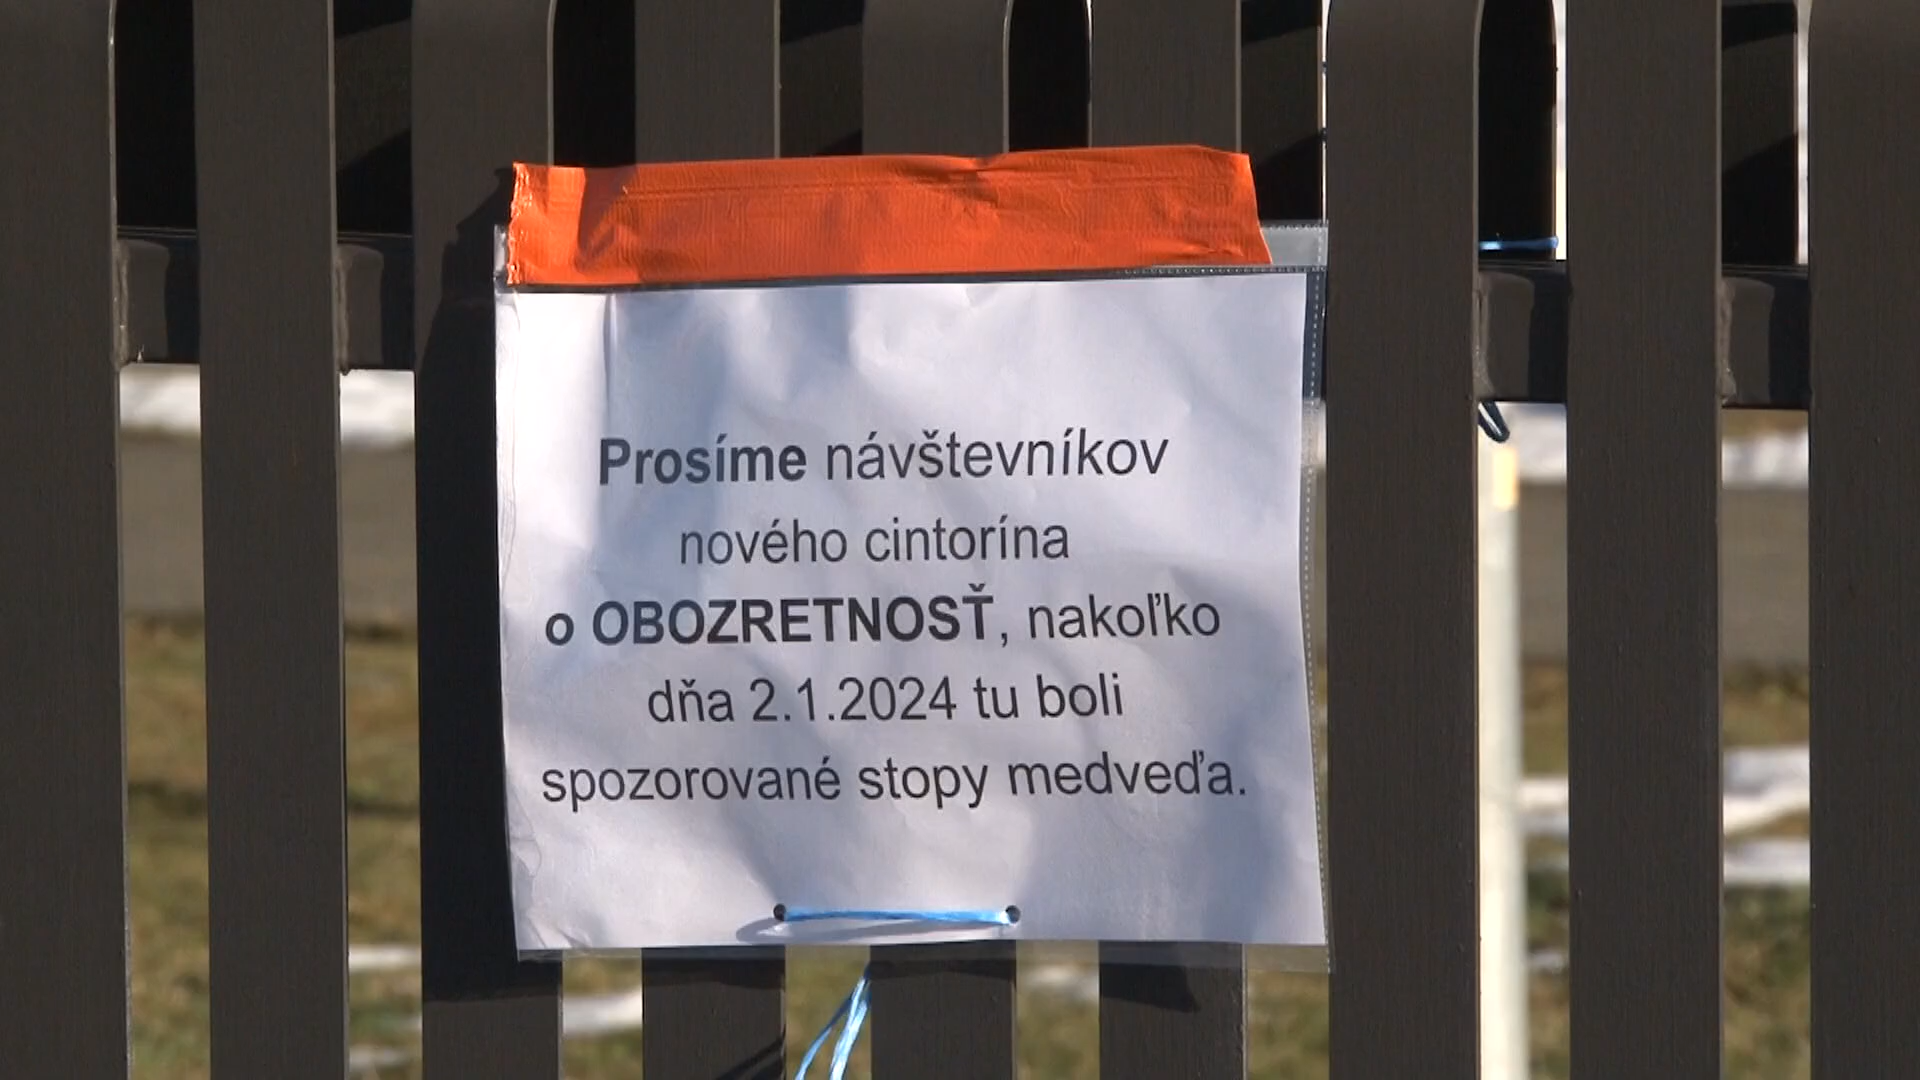 Prosíme návštevníkov
nového cintorína
o OBOZRETNOSŤ, nakoľko
dňa 2.1.2024 tu boli
spozorované stopy medveďa.